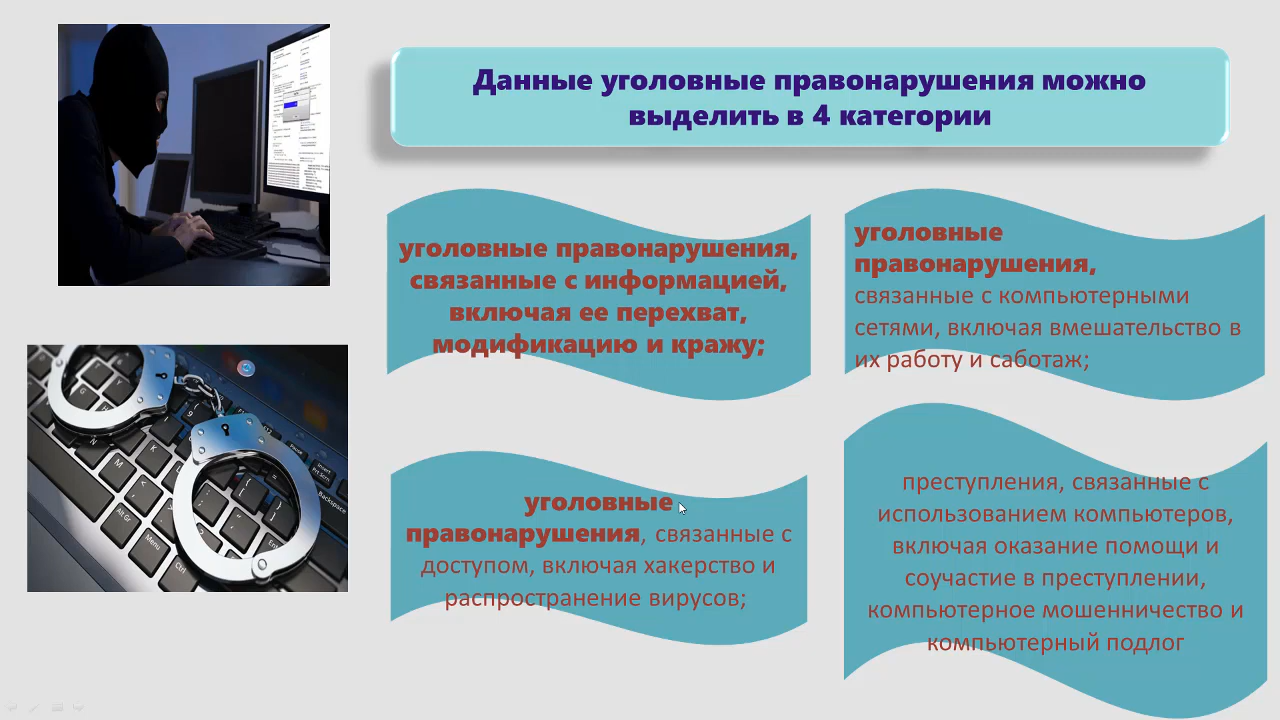 Данные уголовные правонарушения можно
выделить в 4 категории
уголовные правонарушения,
связанные с информацией,
включая ее перехват,
модификацию и кражу;
уголовные
правонарушения,
связанные с компьютерными
сетями, включая вмешательство в
их работу и саботаж;
уголовные
правонарушения, связанные с
доступом, включая хакерство и
распространение вирусов;
преступления, связанные с
использованием компьютеров,
включая оказание помощи и
соучастие в преступлении,
компьютерное мошенничество и
компьютерный подлог